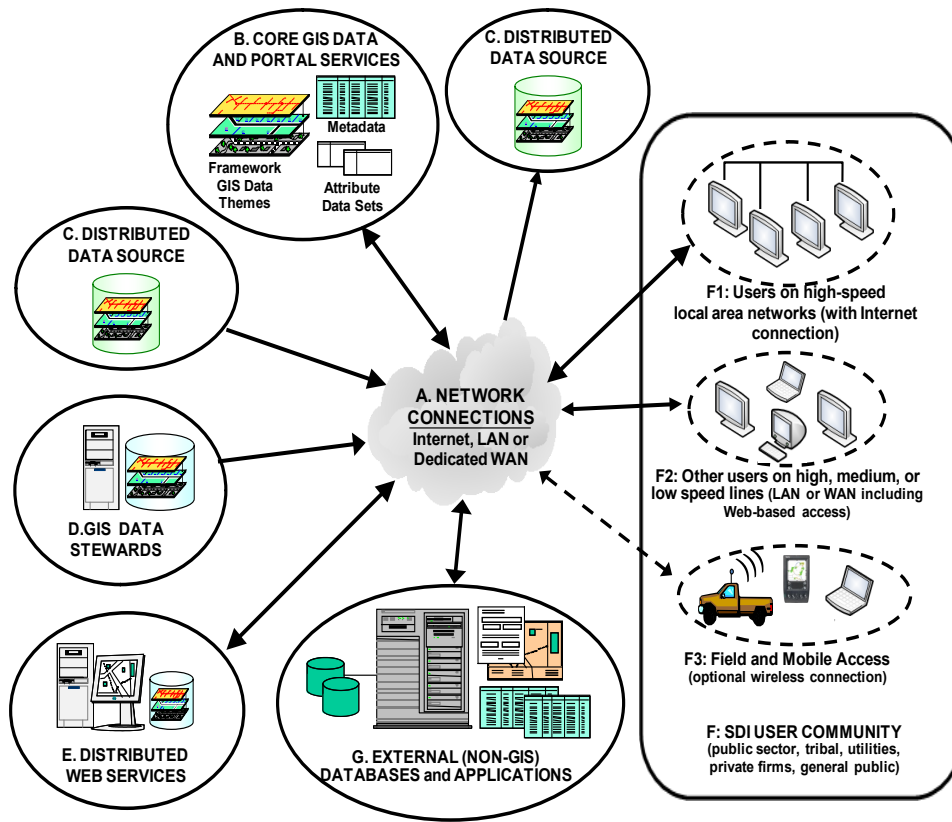 B. CORE GIS DATA
AND PORTAL SERVICES
Metadata
Framework
GIS Data
Themes
Attribute
Data Sets
C. DISTRIBUTED
DATA SOURCE
C. DISTRIBUTED
DATA SOURCE
F1: Users on high-speed
local area networks (with Internet
connection)
A. NETWORK
CONNECTIONS
Internet, LAN or
Dedicated WAN
F2: Other users on high, medium, or
low speed lines (LAN or WAN including
Web-based access)
D.GIS DATA
STEWARDS
F3: Field and Mobile Access
(optional wireless connection)
E. DISTRIBUTED
WEB SERVICES
G. EXTERNAL (NON-GIS)
DATABASES and APPLICATIONS
F: SDI USER COMMUNITY
(public sector, tribal, utilities,
private firms, general public)